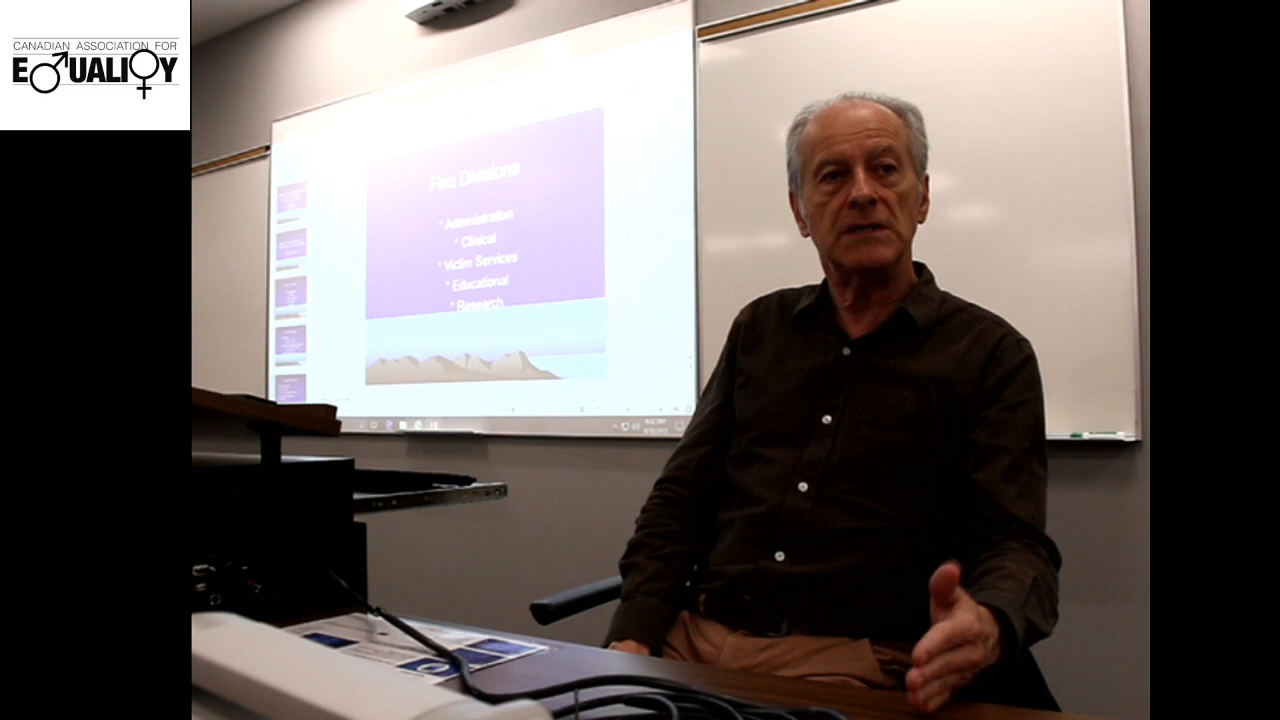 CANADIAN ASSOCIATION FOR
EQUALITY
Five Divisions
* Administration
* Clinical
* Victim Services
* Educational
* Research